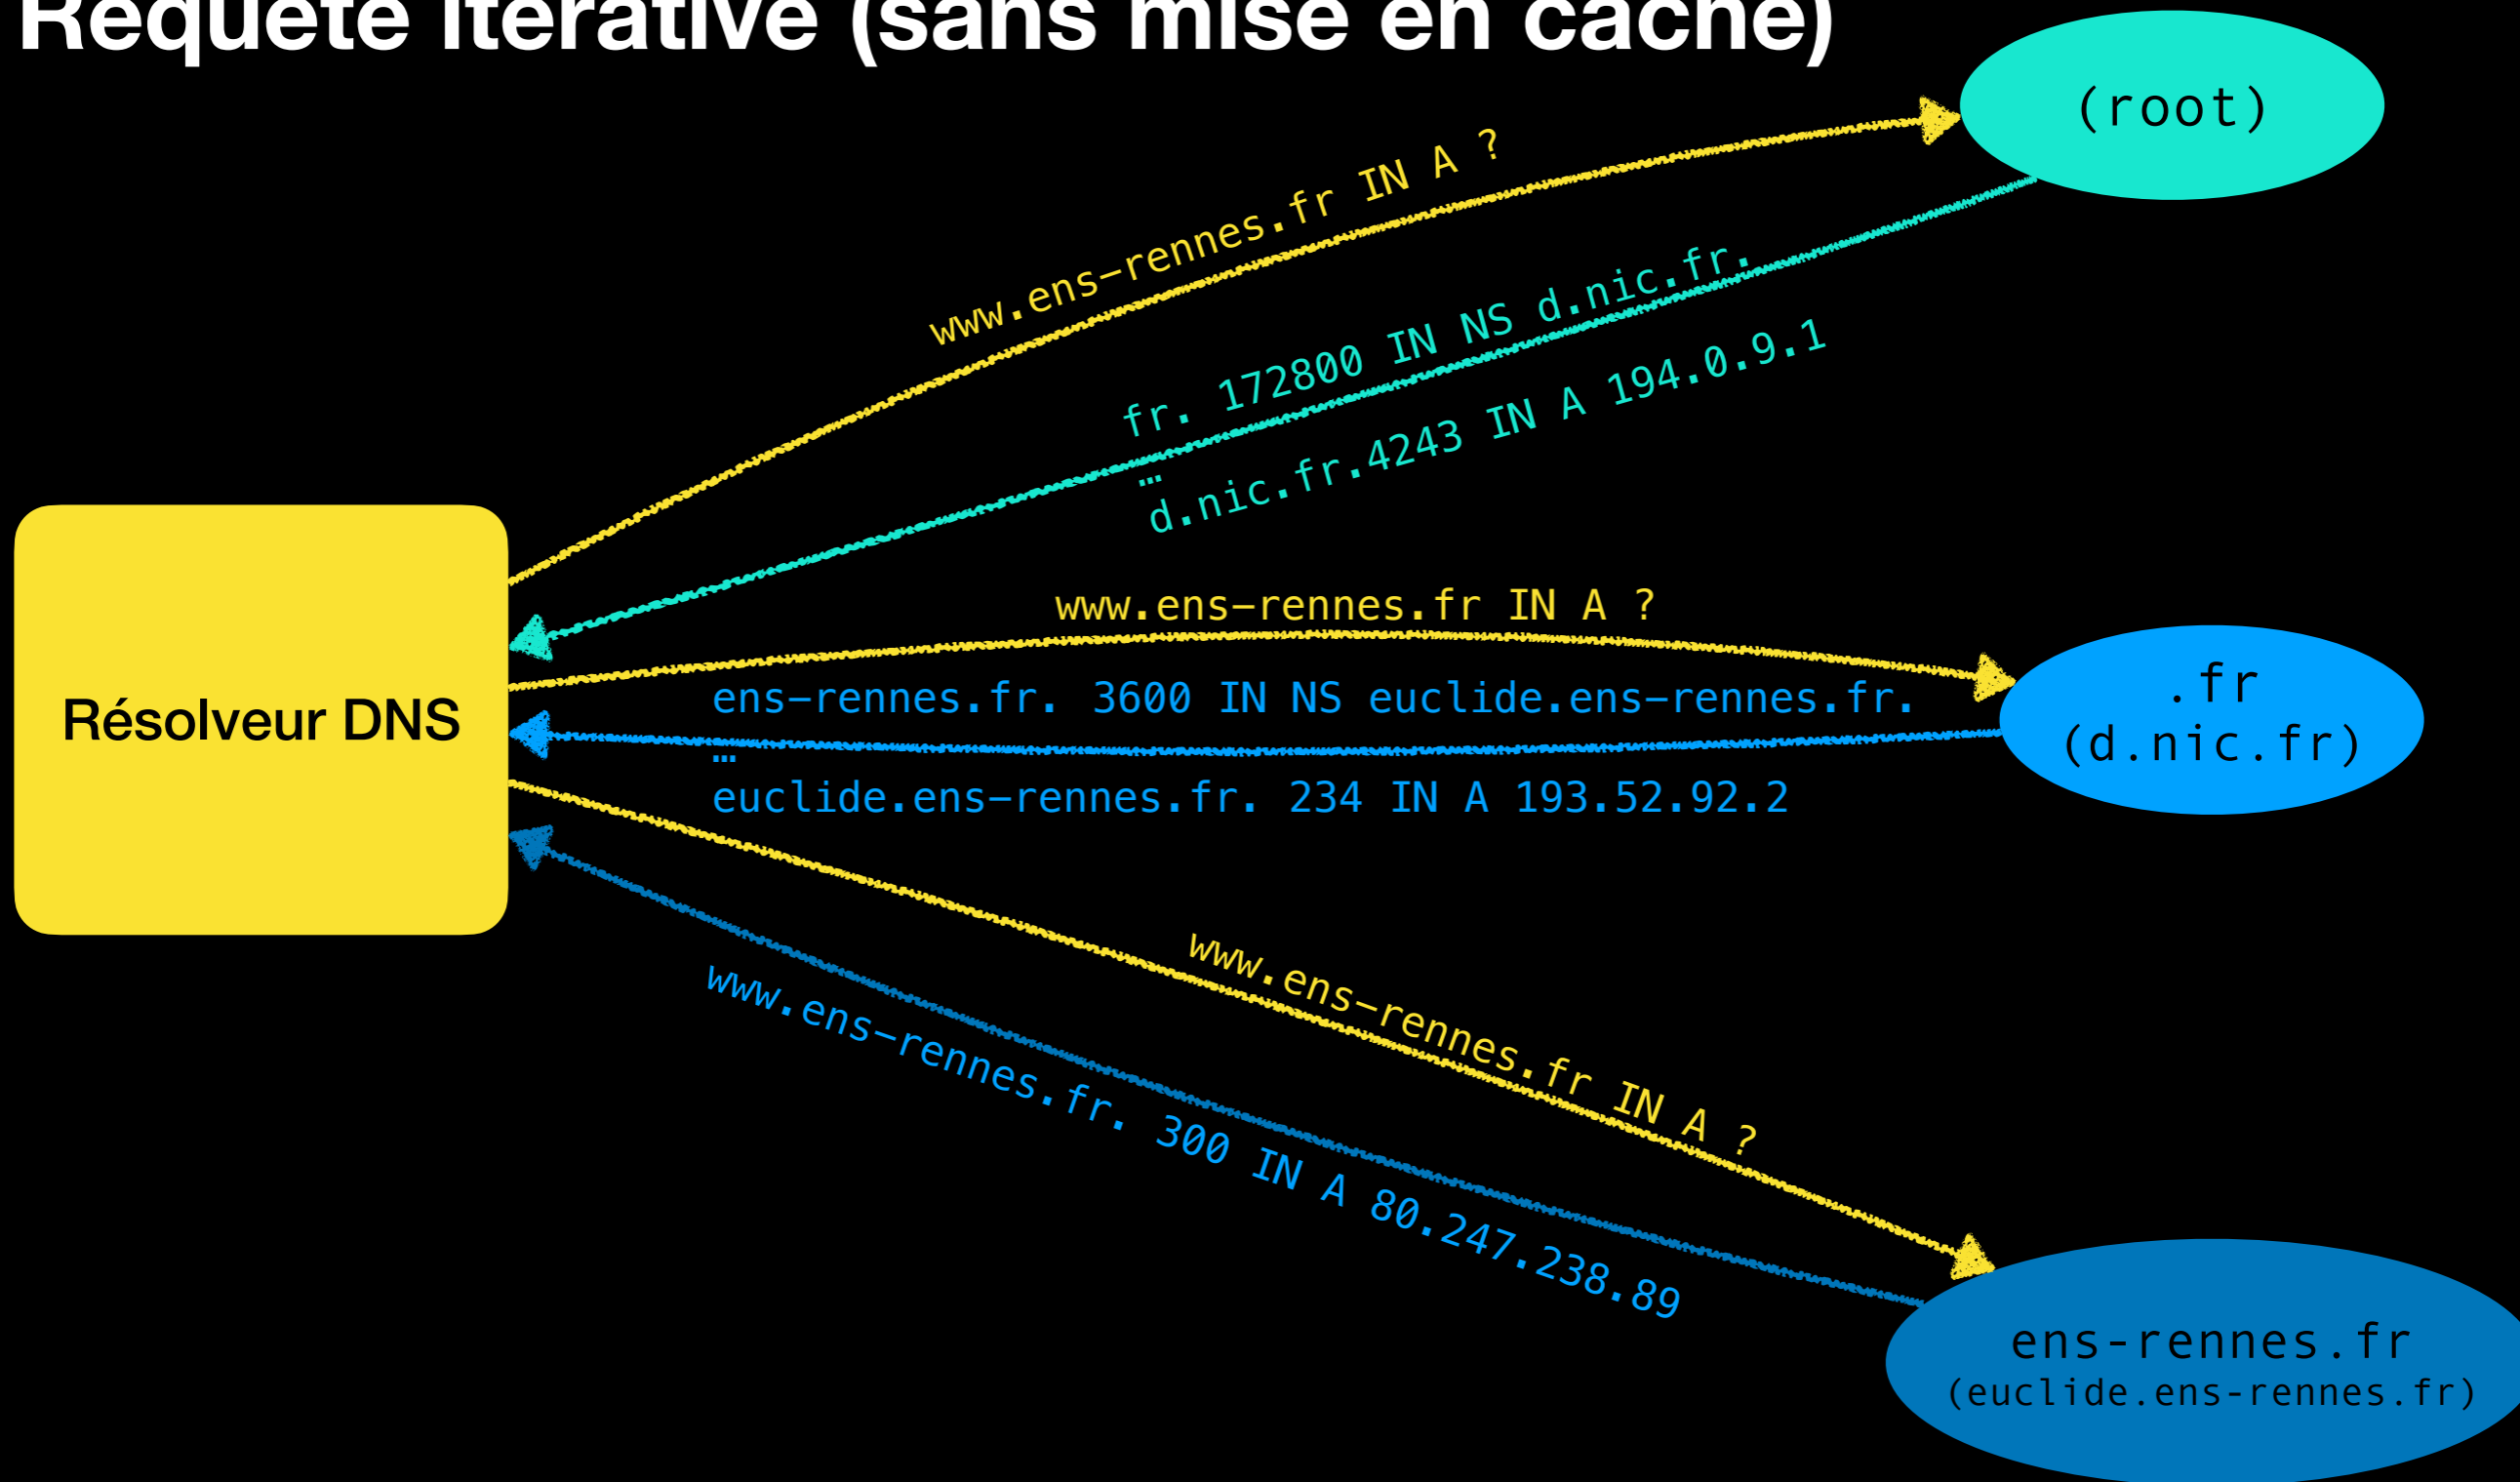 Requête itérative (sans mise en cache)
(root)
www.ens-rennes.fr IN A ?
fr. 172800 IN NS d.nic.fr.
…
d.nic.fr.4243 IN A 194.0.9.1
www.ens-rennes.fr IN A ?
ens-rennes.fr. 3600 IN NS euclide.ens-rennes.fr.
…
euclide.ens-rennes.fr. 234 IN A 193.52.92.2
.fr
(d.nic.fr)
Résolveur DNS
www.ens-rennes.fr IN A ?
www.ens-rennes.fr. 300 IN A 80.247.238.89
ens-rennes.fr
(euclide.ens-rennes.fr)